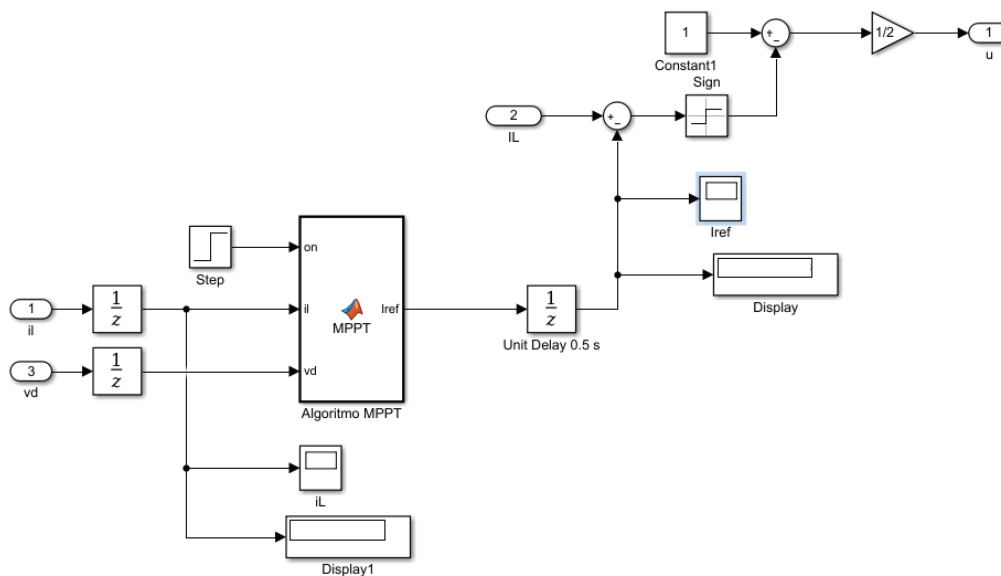 1
Constant1
+
−
1/2
1
u
Sign
2
IL
+
−
Iref
Step
on
il
vd
MPPT
Iref
Algoritmo MPPT
1
il
1
z
3
vd
1
z
1
z
Unit Delay 0.5 s
Display
iL
Display1